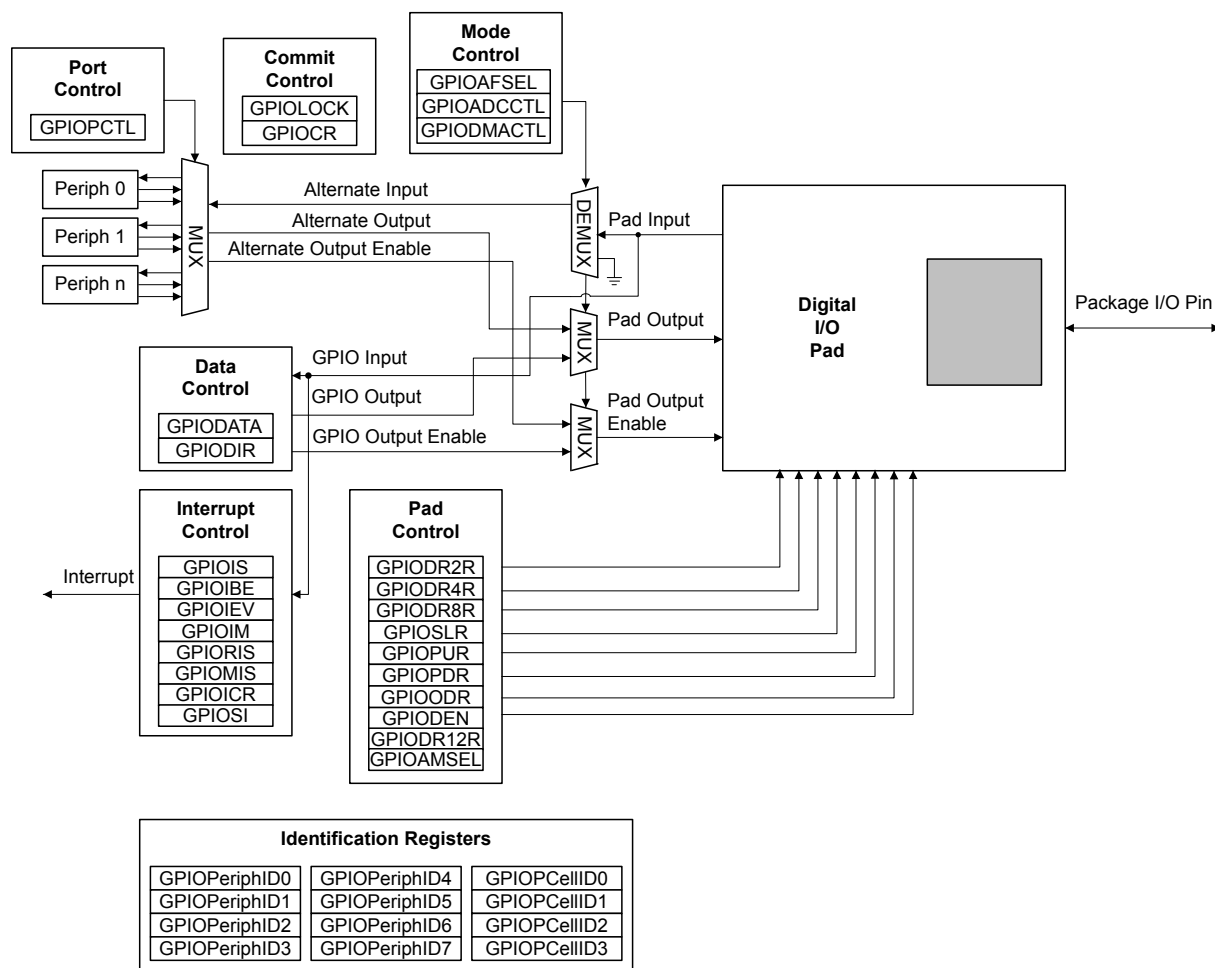 Port
Control
GPIOPCTL
Commit
Control
GPIOLOCK
GPIOCR
Mode
Control
GPIOAFSEL
GPIOADCCTL
GPIODMACTL
Periph 0
Periph 1
Periph n
MUX
Alternate Input
Alternate Output
Alternate Output Enable
DEMUX
Pad Input
MUX
Pad Output
MUX
Pad Output
Enable
Digital
I/O
Pad
Package I/O Pin
Data
Control
GPIODATA
GPIODIR
GPIO Input
GPIO Output
GPIO Output Enable
Interrupt
Control
GPIOIS
GPIOIBE
GPIOIEV
GPIOIM
GPIORIS
GPIOMIS
GPIOICR
GPIOSI
Interrupt
Pad
Control
GPIODR2R
GPIODR4R
GPIODR8R
GPIOSLR
GPIOPUR
GPIOPDR
GPIOODR
GPIODEN
GPIODR12R
GPIOAMSEL
Identification Registers
GPIOPeriphID0
GPIOPeriphID1
GPIOPeriphID2
GPIOPeriphID3
GPIOPeriphID4
GPIOPeriphID5
GPIOPeriphID6
GPIOPeriphID7
GPIOPCellID0
GPIOPCellID1
GPIOPCellID2
GPIOPCellID3